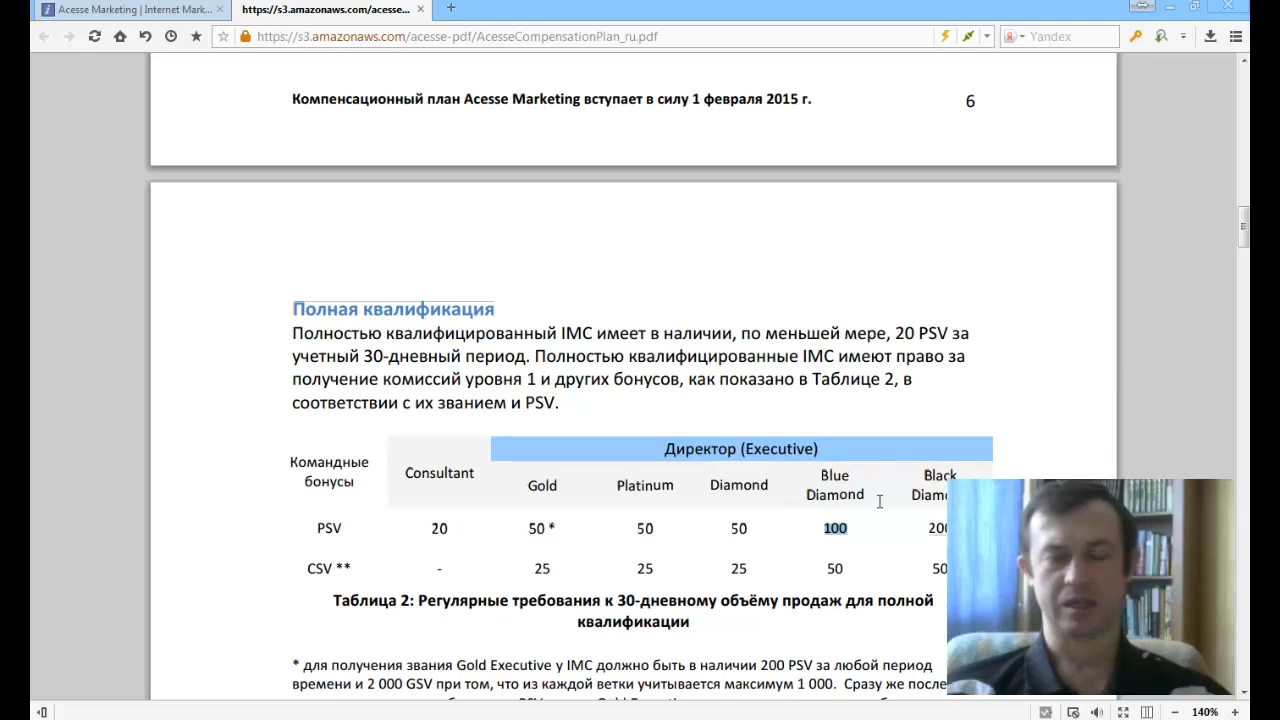 Acesse Marketing | Internet Mark...
https://s3.amazonaws.com/acesse...
https://s3.amazonaws.com/acesse-pdf/AcesseCompensationPlan_ru.pdf
Yandex
Компенсационный план Acesse Marketing вступает в силу 1 февраля 2015 г.
6
Полная квалификация
Полностью квалифицированный IMC имеет в наличии, по меньшей мере, 20 PSV за
учетный 30-дневный период. Полностью квалифицированные IMC имеют право за
получение комиссий уровня 1 и других бонусов, как показано в Таблице 2, в
соответствии с их званием и PSV.
Командные бонусы
Consultant
Директор (Executive)
Gold
Platinum
Diamond
Blue Diamond
Black
PSV 20 50 * 50 50 100 200
CSV ** - 25 25 25 50 50
Таблица 2: Регулярные требования к 30-дневному объёму продаж для полной
квалификации
* для получения звания Gold Executive у IMC должно быть в наличии 200 PSV за любой период
времени и 2 000 GSV при том, что из каждой ветки учитывается максимум 1 000. Сразу же после
140%